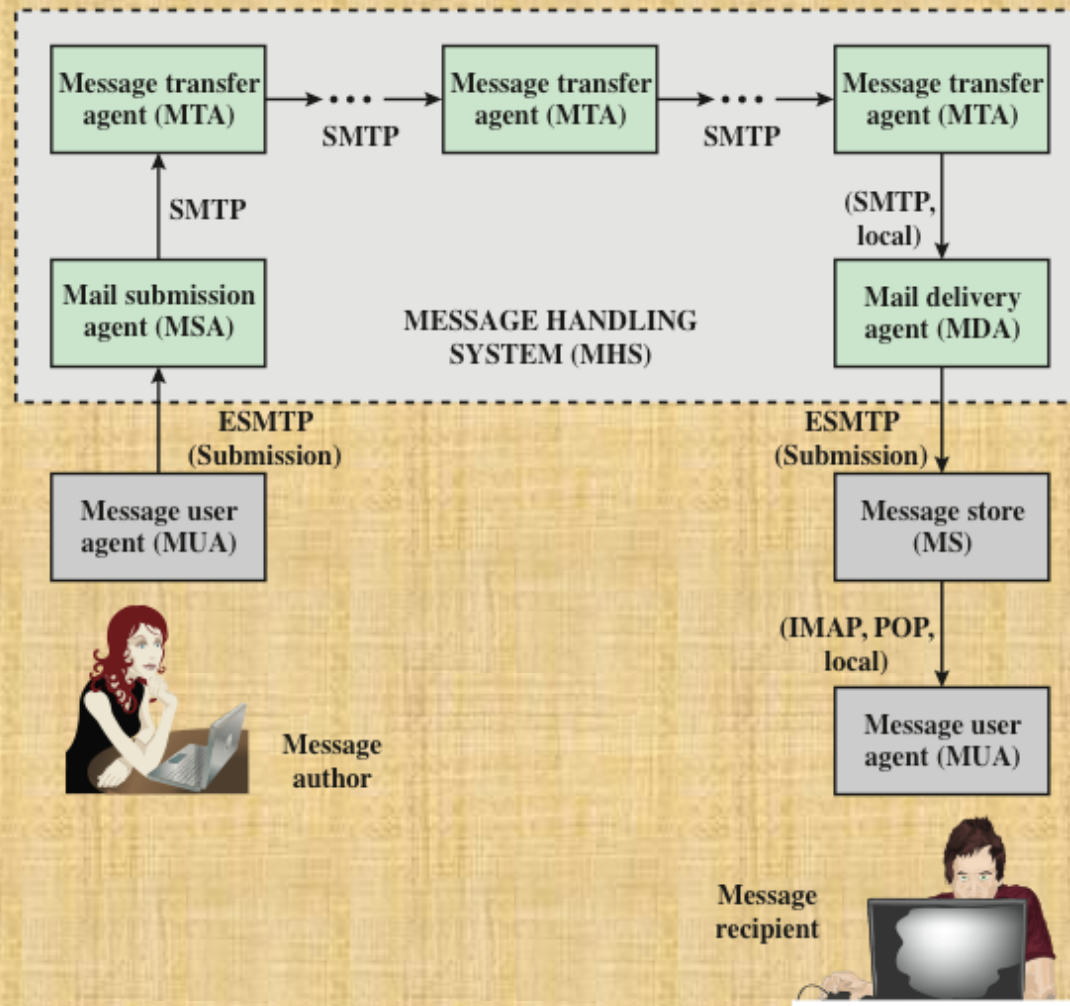 Message transfer
agent (MTA)
SMTP
Message transfer
agent (MTA)
SMTP
Message transfer
agent (MTA)
SMTP
(SMTP,
local)
Mail submission
agent (MSA)
MESSAGE HANDLING
SYSTEM (MHS)
Mail delivery
agent (MDA)
ESMTP
(Submission)
ESMTP
(Submission)
Message user
agent (MUA)
Message store
(MS)
(IMAP, POP,
local)
Message
author
Message user
agent (MUA)
Message
recipient